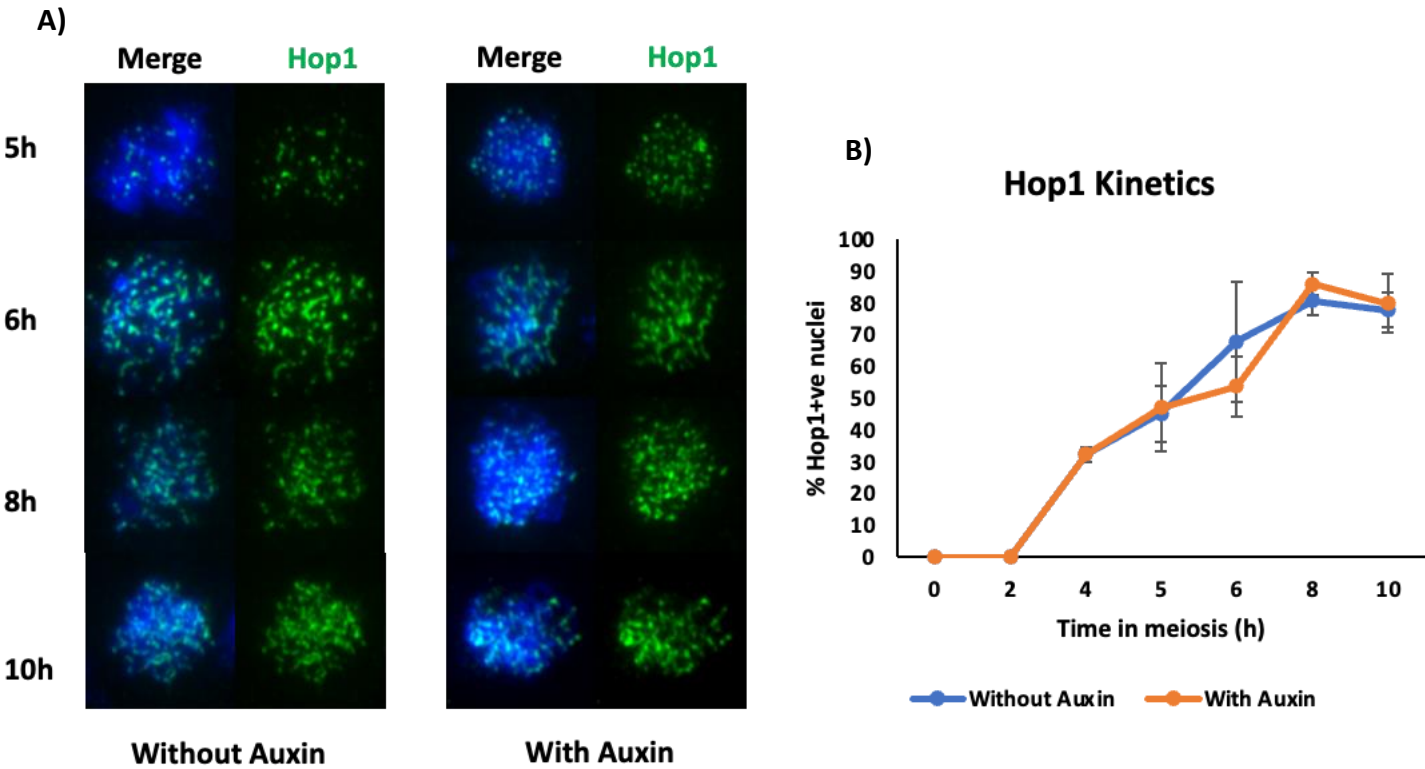 A)
Merge Hop1 Merge Hop1
5h
6h
8h
10h
Without Auxin With Auxin
B)
Hop1 Kinetics
% Hop1+ve nuclei
100
90
80
70
60
50
40
30
20
10
0
0 2 4 5 6 8 10
Time in meiosis (h)
Without Auxin With Auxin